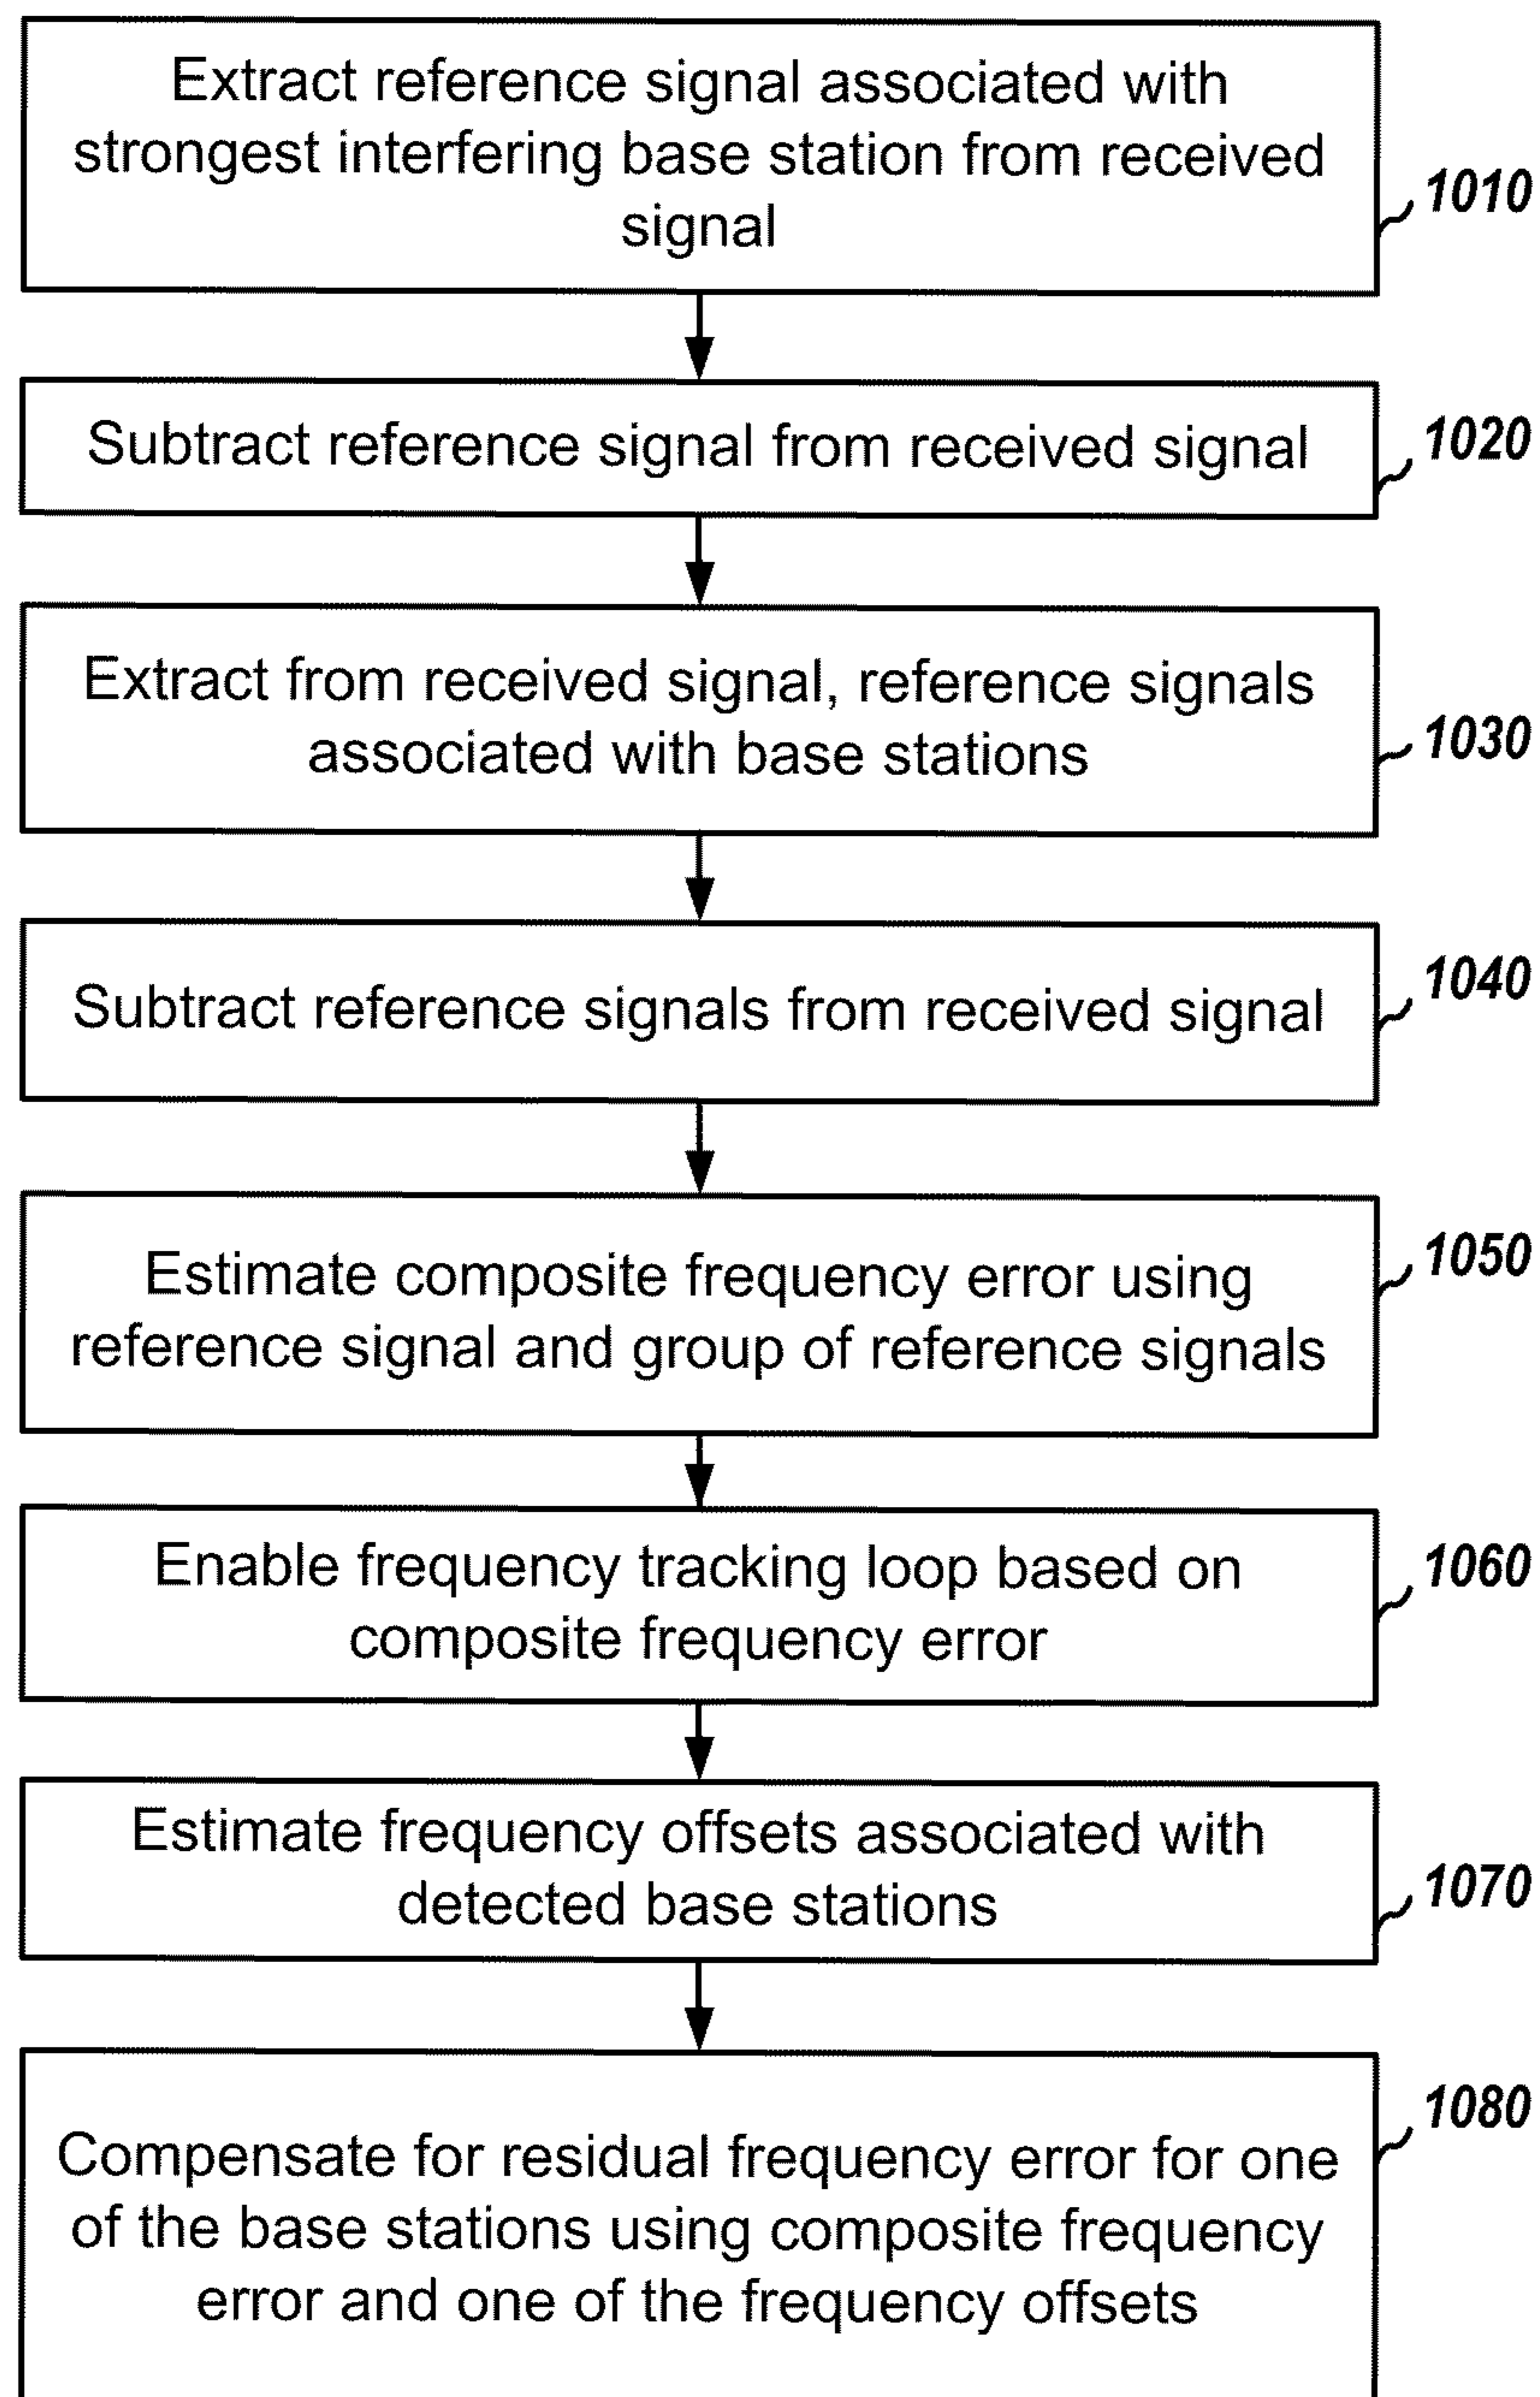 Extract reference signal associated with
strongest interfering base station from received
signal
1010
Subtract reference signal from received signal
1020
Extract from received signal, reference signals
associated with base stations
1030
Subtract reference signals from received signal
1040
Estimate composite frequency error using
reference signal and group of reference signals
1050
Enable frequency tracking loop based on
composite frequency error
1060
Estimate frequency offsets associated with
detected base stations
1070
Compensate for residual frequency error for one
of the base stations using composite frequency
error and one of the frequency offsets
1080